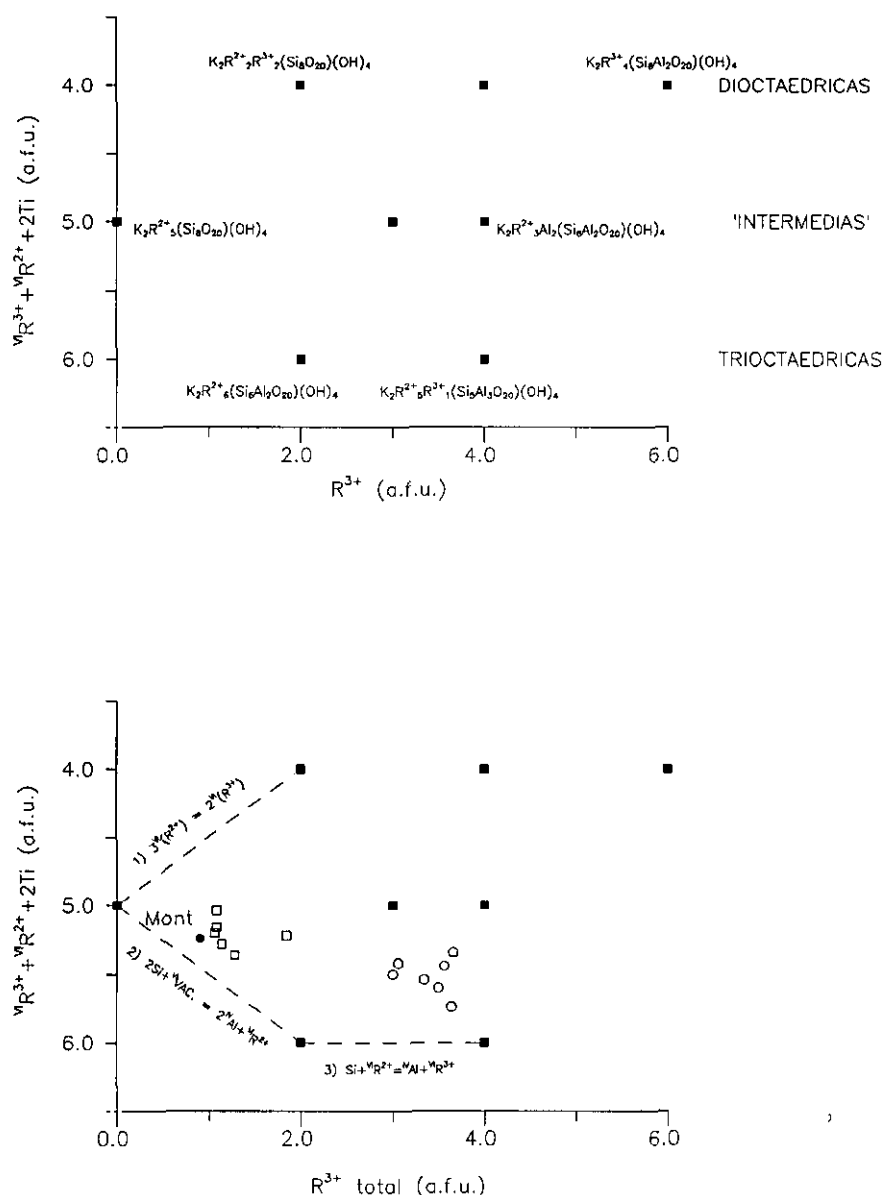 K₂R²⁺₂R³⁺₂(Si₈O₂₀)(OH)₄
K₂R³⁺₄(Si₆Al₂O₂₀)(OH)₄
4.0
DIOCTAEDRICAS
ⱽᴵR³⁺+ⱽᴵR²⁺+2Ti (a.f.u.)
5.0
K₂R²⁺₅(Si₈O₂₀)(OH)₄
K₂R²⁺₃Al₂(Si₆Al₂O₂₀)(OH)₄
'INTERMEDIAS'
6.0
TRIOCTAEDRICAS
K₂R²⁺₆(Si₆Al₂O₂₀)(OH)₄
K₂R²⁺₅R³⁺₁(Si₅Al₃O₂₀)(OH)₄
0.0 2.0 4.0 6.0
R³⁺ (a.f.u.)
4.0
1) 3ⱽᴵ(R²⁺) = 2ⱽᴵ(R³⁺)
ⱽᴵR³⁺+ⱽᴵR²⁺+2Ti (a.f.u.)
5.0
Mont
2) 2Si+ⱽᴵVAC. = 2ᴵⱽAl+ⱽᴵR²⁺
6.0
3) Si+ⱽᴵR²⁺=ᴵⱽAl+ⱽᴵR³⁺
0.0 2.0 4.0 6.0
R³⁺ total (a.f.u.)